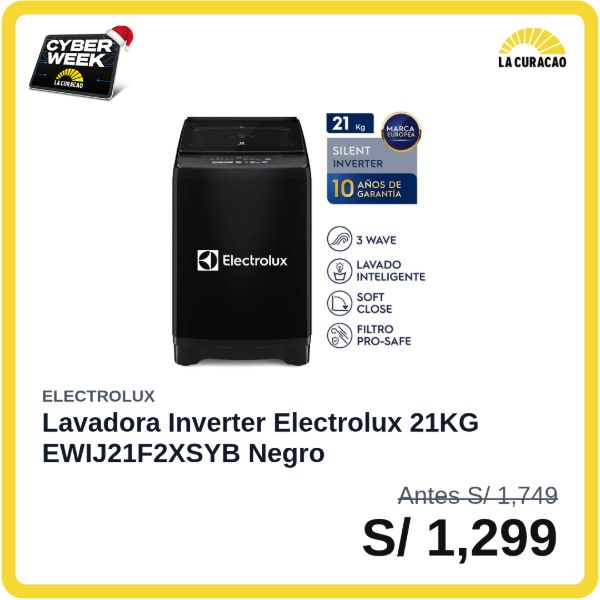 CYBER
WEEK
LA CURACAO
LA CURACAO
21 Kg
MARCA
EUROPEA
SILENT
INVERTER
10 AÑOS DE
GARANTÍA
3 WAVE
LAVADO
INTELIGENTE
SOFT
CLOSE
FILTRO
PRO-SAFE
Electrolux
ELECTROLUX
Lavadora Inverter Electrolux 21KG
EWIJ21F2XSYB Negro
Antes S/ 1,749
S/ 1,299